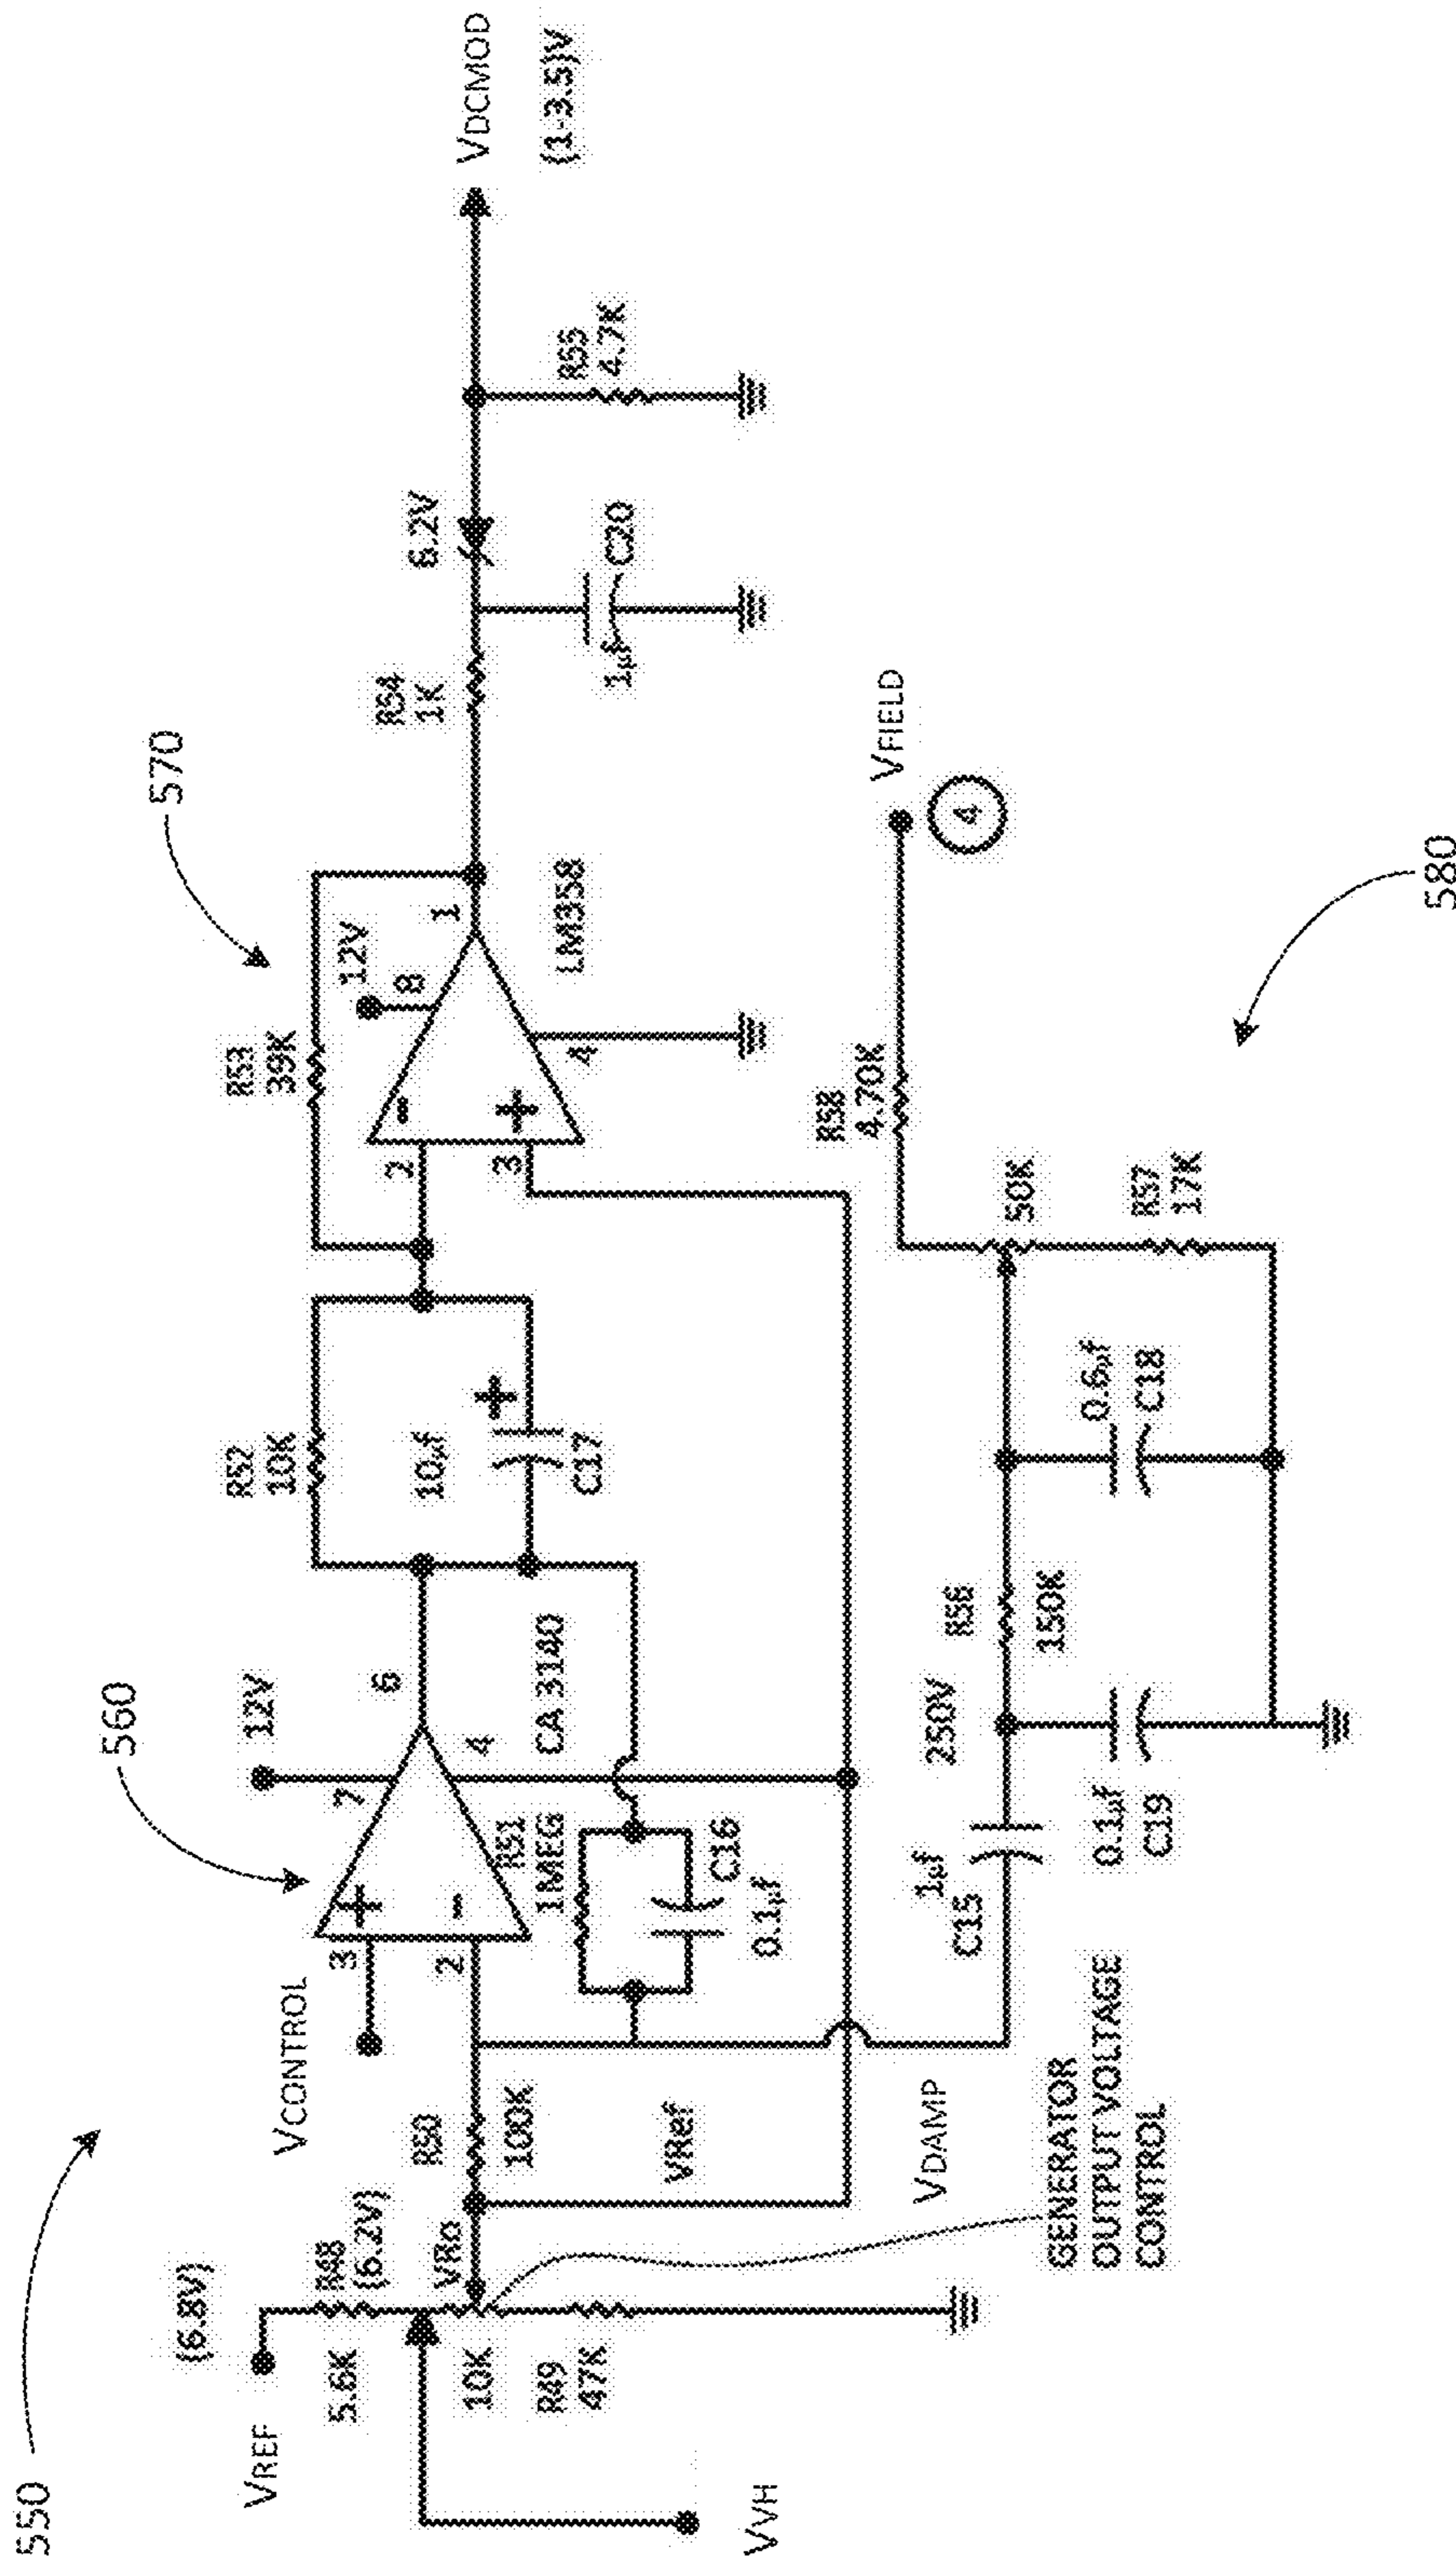 550
560
570
580
VREF
(6.8V)
R48
5.6K
(6.2V)
VRo
10K
R49
47K
VVH
VCONTROL
R50
100K
VRef
VDAMP
GENERATOR
OUTPUT VOLTAGE
CONTROL
3
+
2
-
7
12V
6
4
CA 3140
R51
1MEG
C16
0.1µf
R52
10K
10µf
+
C17
R53
39K
2
-
3
+
12V
8
1
4
LM358
R54
1K
1µf
C20
6.2V
R55
4.7K
VDCMOD
(1-3.5)V
1µf
C15
250V
0.1µf
C19
R56
150K
0.6µf
C18
50K
R57
17K
R58
4.70K
VFIELD
4